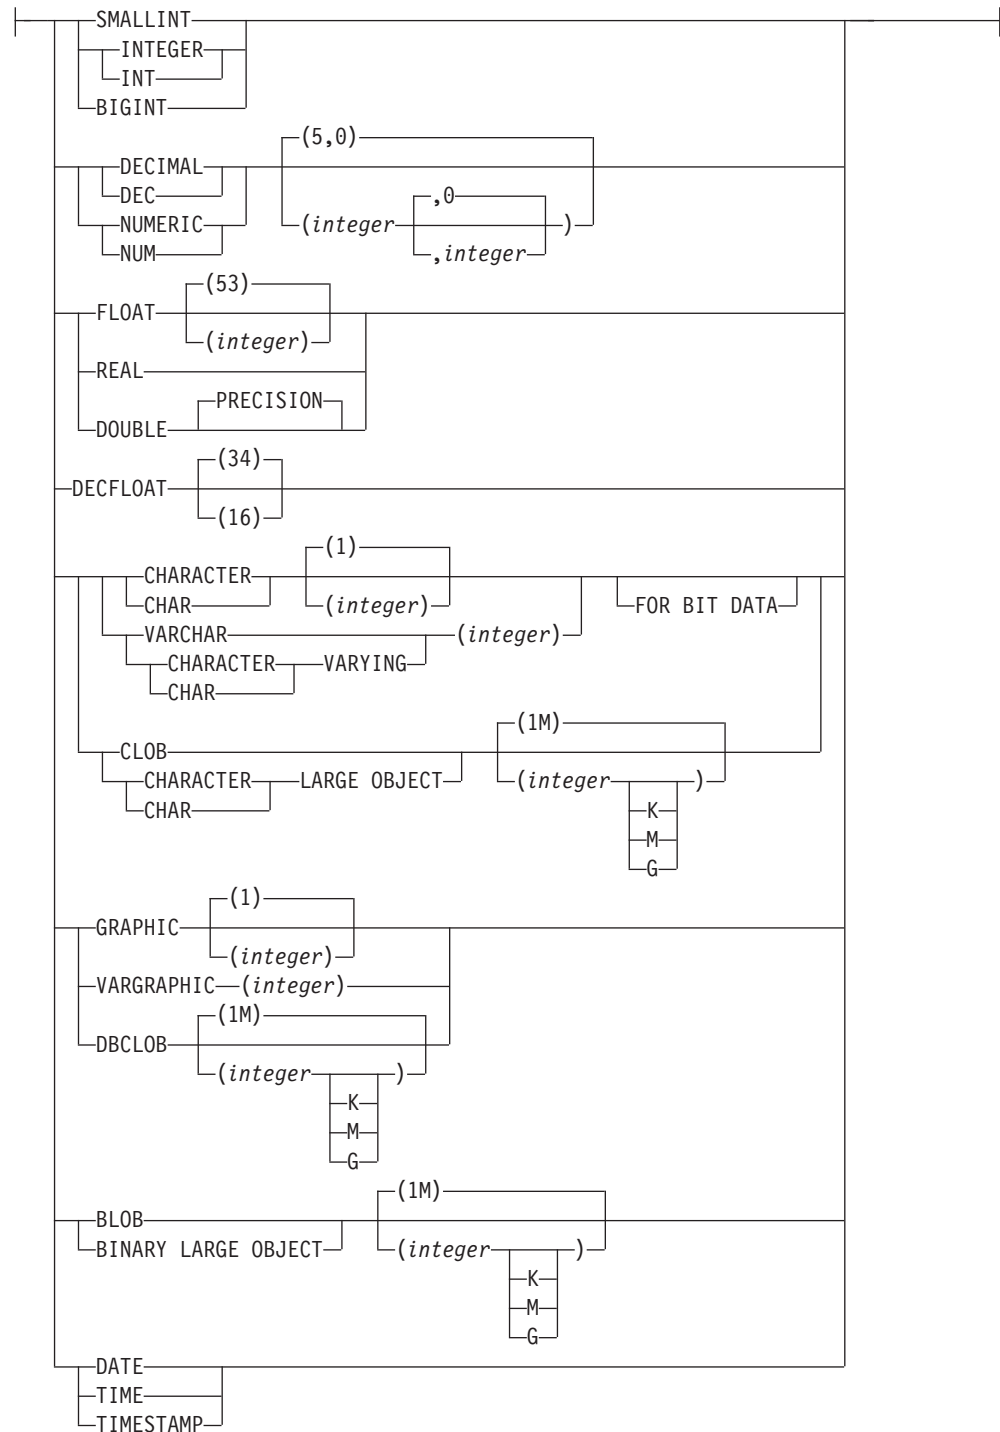 SMALLINT
INTEGER
INT
BIGINT
(5,0)
DECIMAL
DEC
,0
NUMERIC (integer )
NUM ,integer
(53)
FLOAT
(integer)
REAL
PRECISION
DOUBLE
(34)
DECFLOAT
(16)
(1)
CHARACTER
CHAR (integer) FOR BIT DATA
VARCHAR (integer)
CHARACTER VARYING
CHAR
(1M)
CLOB
CHARACTER LARGE OBJECT (integer )
CHAR K
M
G
(1)
GRAPHIC
(integer)
VARGRAPHIC (integer)
(1M)
DBCLOB
(integer )
K
M
G
(1M)
BLOB
BINARY LARGE OBJECT (integer )
K
M
G
DATE
TIME
TIMESTAMP